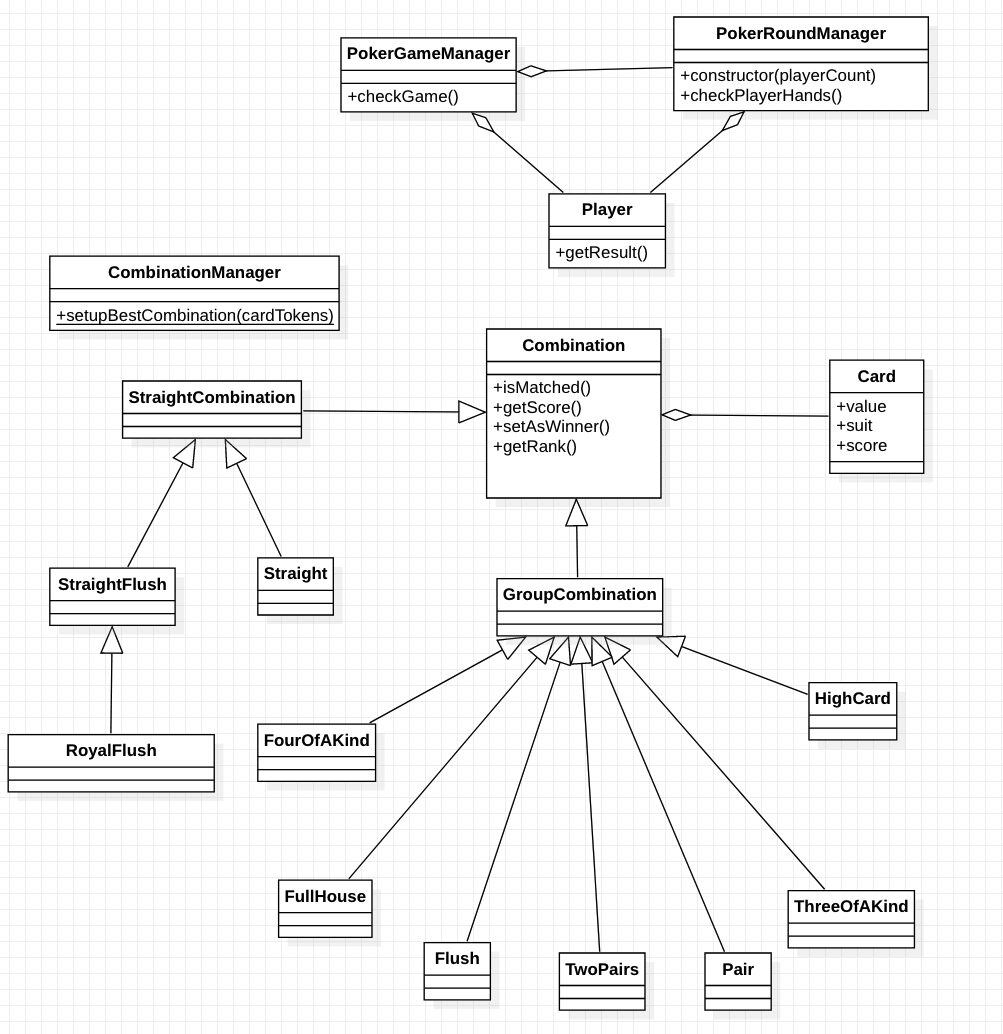 PokerGameManager
+checkGame()
PokerRoundManager
+constructor(playerCount)
+checkPlayerHands()
Player
+getResult()
CombinationManager
+setupBestCombination(cardTokens)
Combination
+isMatched()
+getScore()
+setAsWinner()
+getRank()
Card
+value
+suit
+score
StraightCombination
StraightFlush
Straight
GroupCombination
RoyalFlush
FourOfAKind
HighCard
FullHouse
Flush
TwoPairs
Pair
ThreeOfAKind